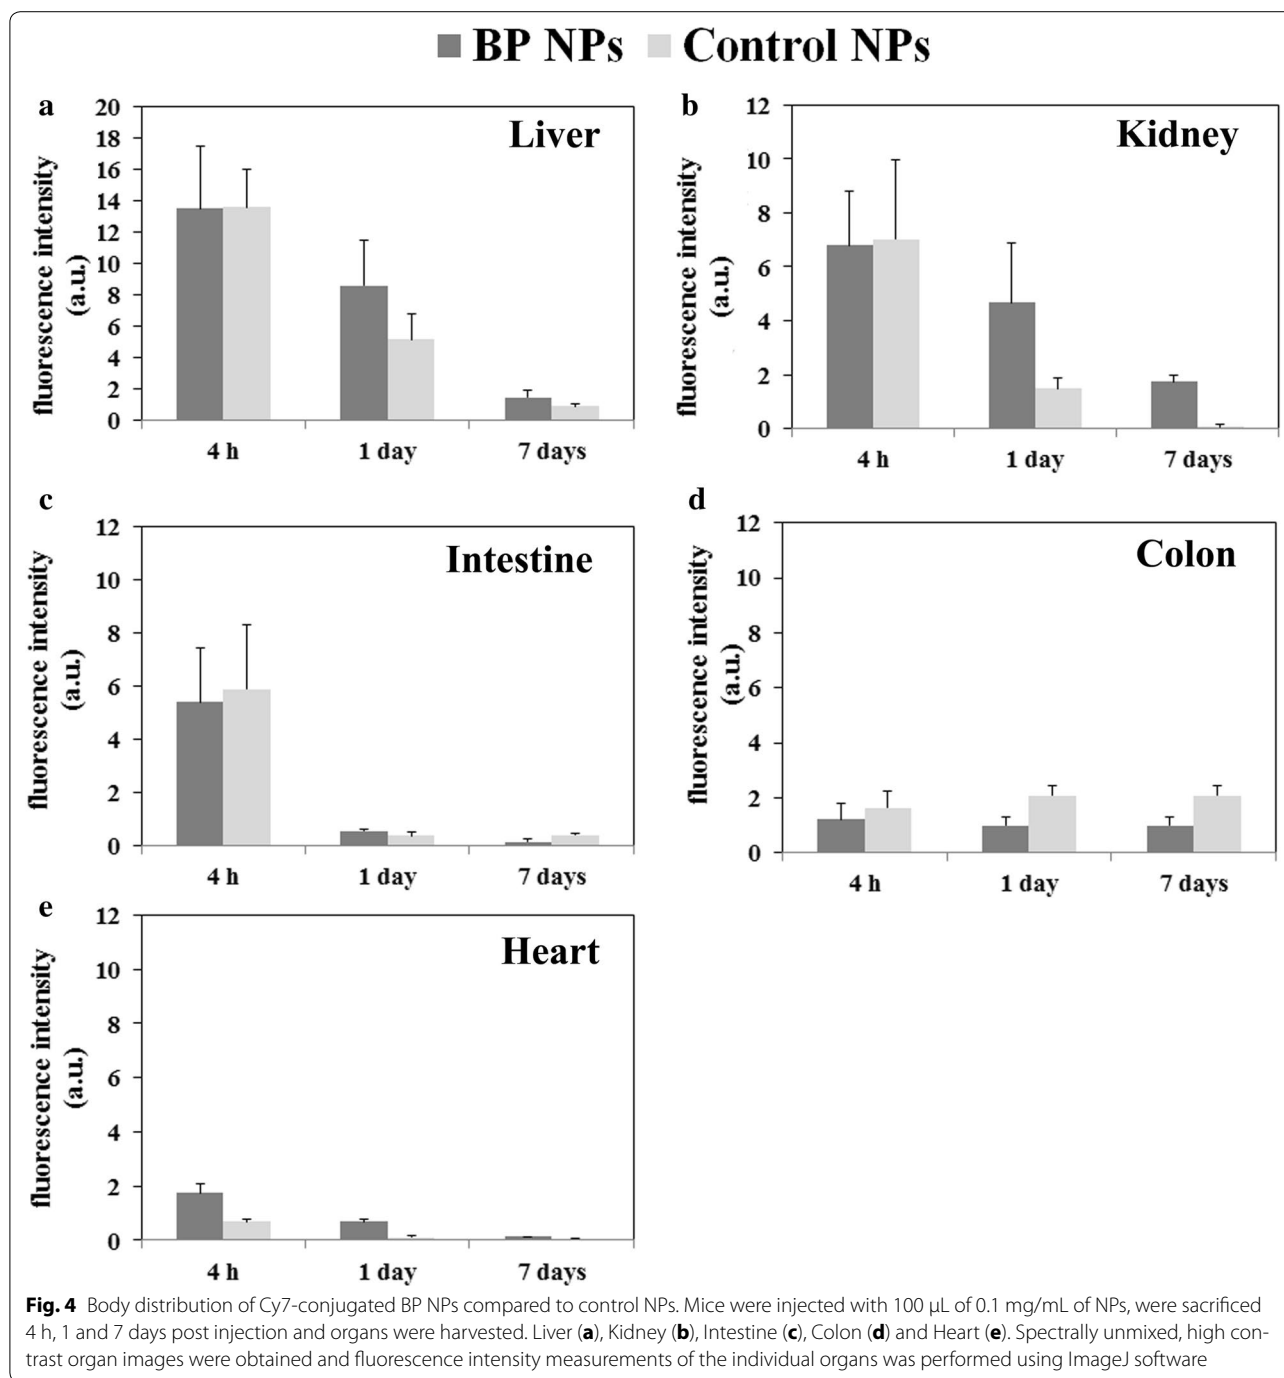 BP NPs Control NPs
a
Liver
fluorescence intensity
(a.u.)
20
18
16
14
12
10
8
6
4
2
0
4 h 1 day 7 days
b
Kidney
fluorescence intensity
(a.u.)
12
10
8
6
4
2
0
4 h 1 day 7 days
c
Intestine
fluorescence intensity
(a.u.)
12
10
8
6
4
2
0
4 h 1 day 7 days
d
Colon
fluorescence intensity
(a.u.)
12
10
8
6
4
2
0
4 h 1 day 7 days
e
Heart
fluorescence intensity
(a.u.)
12
10
8
6
4
2
0
4 h 1 day 7 days
Fig. 4 Body distribution of Cy7-conjugated BP NPs compared to control NPs. Mice were injected with 100 µL of 0.1 mg/mL of NPs, were sacrificed
4 h, 1 and 7 days post injection and organs were harvested. Liver (a), Kidney (b), Intestine (c), Colon (d) and Heart (e). Spectrally unmixed, high con-
trast organ images were obtained and fluorescence intensity measurements of the individual organs was performed using ImageJ software